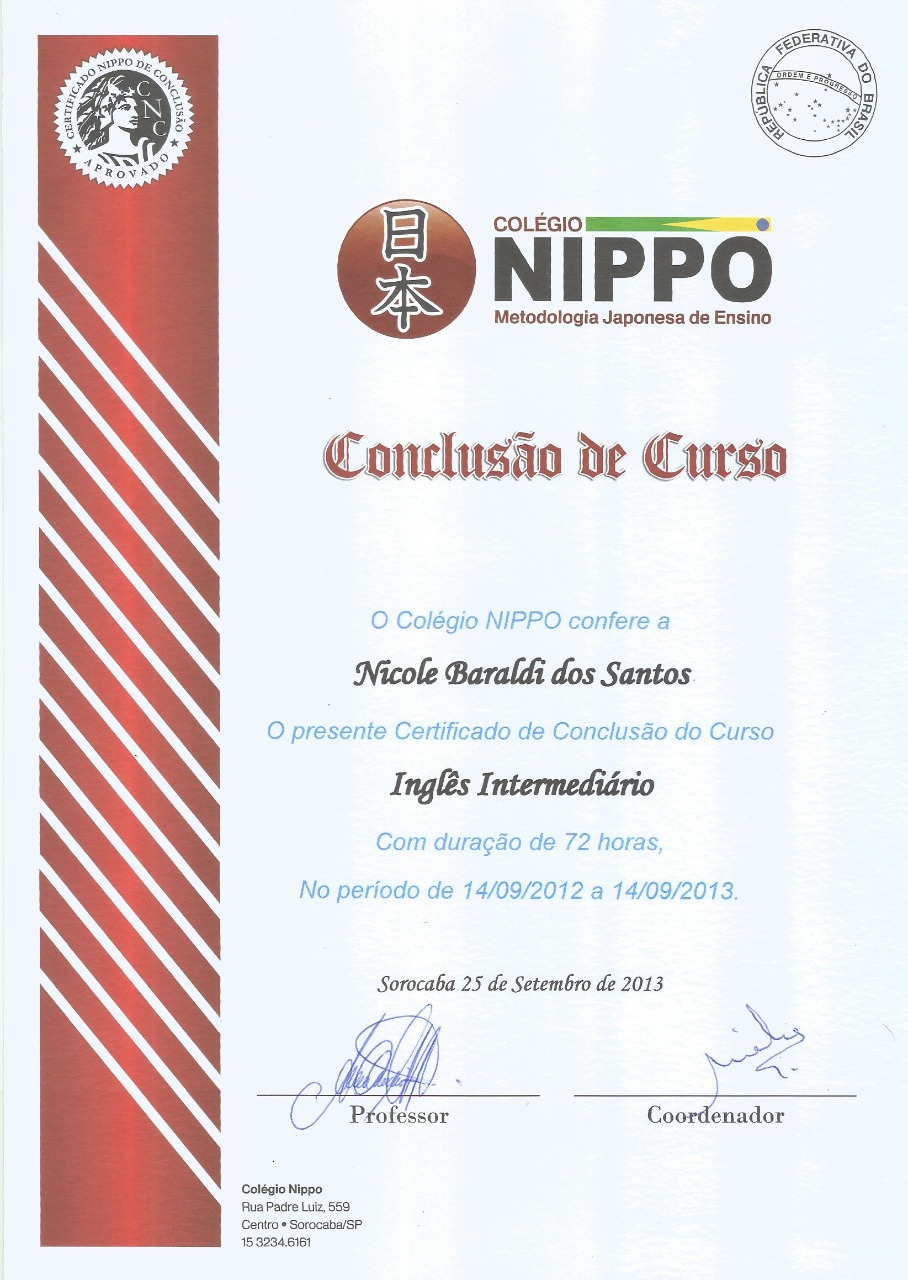 CERTIFICADO NIPPO DE CONCLUSÃO
CNC
★ APROVADO ★
REPÚBLICA FEDERATIVA DO BRASIL
ORDEM E PROGRESSO
日本
COLÉGIO
NIPPO
Metodologia Japonesa de Ensino
Conclusão de Curso
O Colégio NIPPO confere a
Nicole Baraldi dos Santos
O presente Certificado de Conclusão do Curso
Inglês Intermediário
Com duração de 72 horas,
No período de 14/09/2012 a 14/09/2013.
Sorocaba 25 de Setembro de 2013
Professor
Coordenador
Colégio Nippo
Rua Padre Luiz, 559
Centro • Sorocaba/SP
15 3234.6161